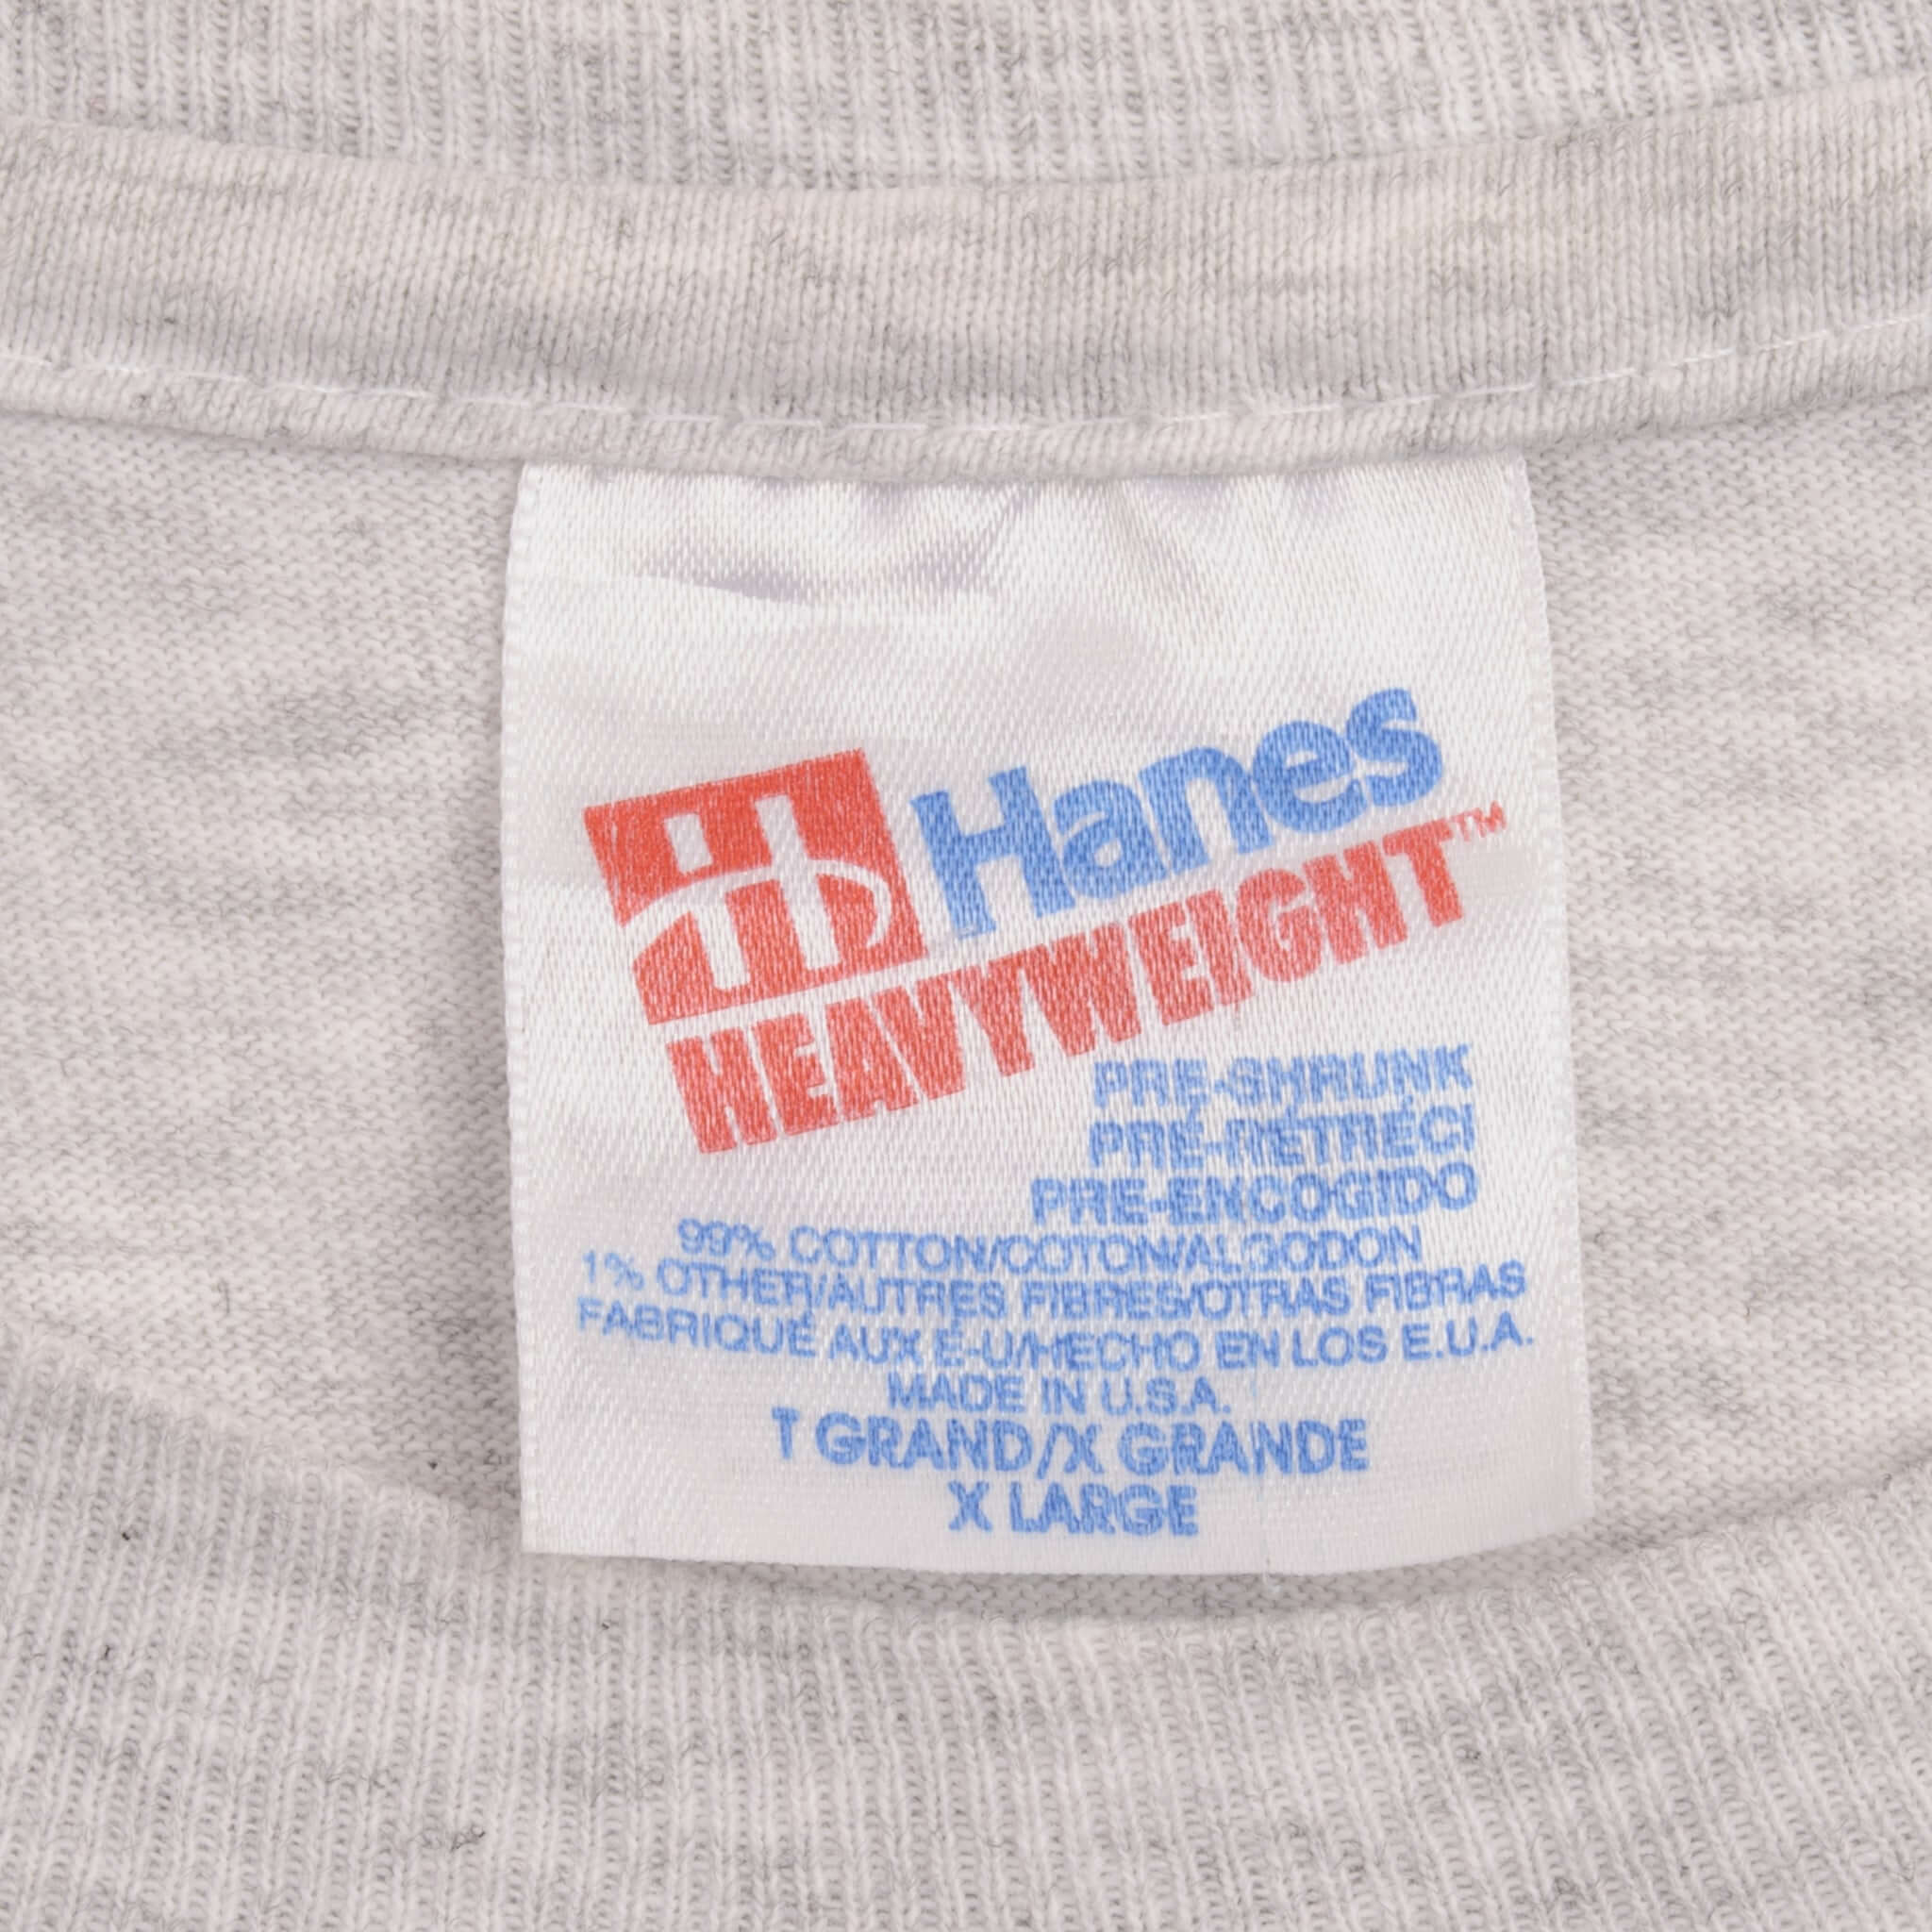 Hanes
HEAVYWEIGHT™
PRE-SHRUNK
PRÉ-RETRÉCI
PRE-ENCOGIDO
99% COTTON/COTON/ALGODON
1% OTHER/AUTRES FIBRES/OTRAS FIBRAS
FABRIQUÉ AUX É-U/HECHO EN LOS E.U.A.
MADE IN U.S.A.
T GRAND/X GRANDE
X LARGE